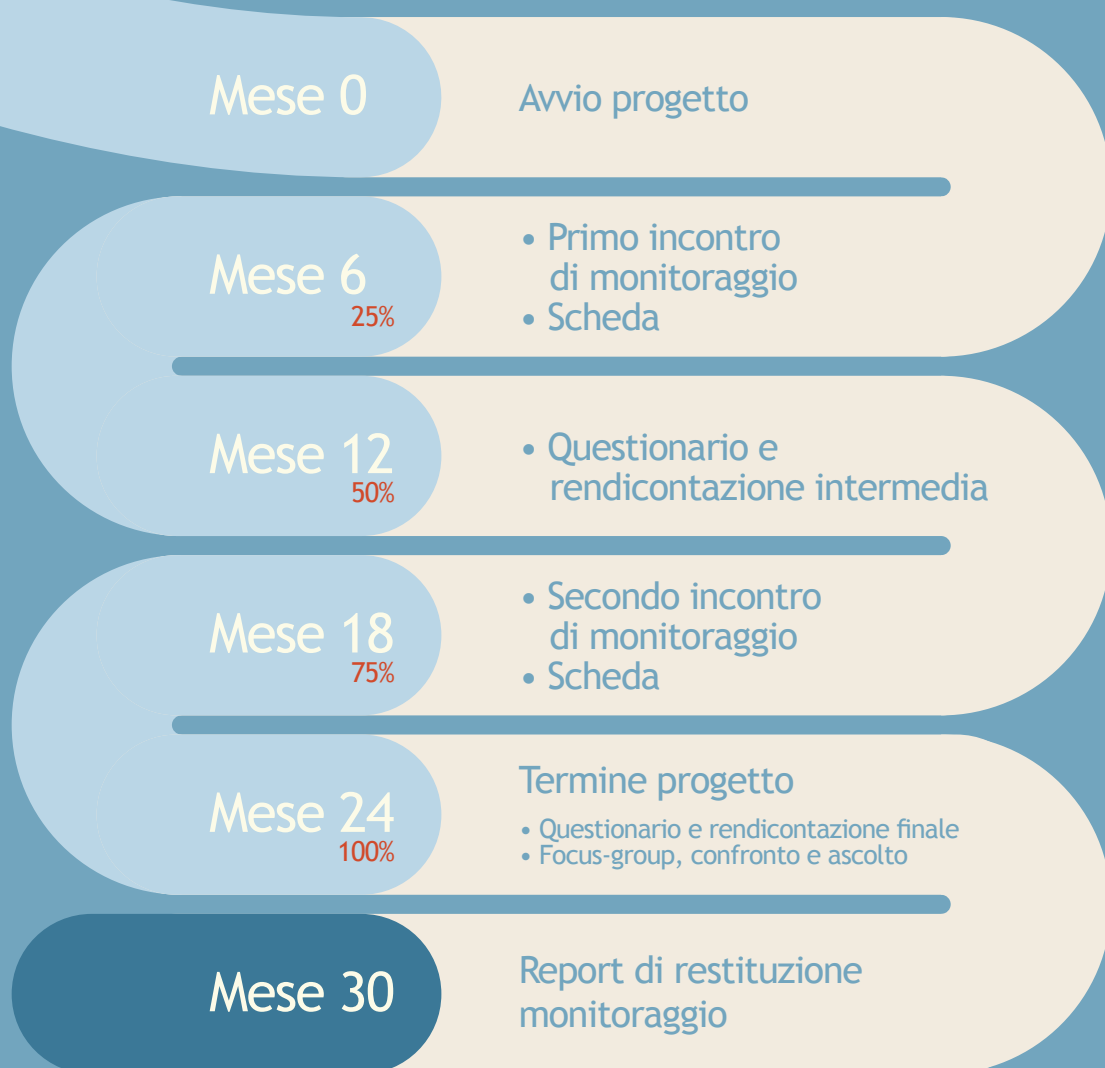 Mese 0
Avvio progetto
Mese 6
25%
• Primo incontro
di monitoraggio
• Scheda
Mese 12
50%
• Questionario e
rendicontazione intermedia
Mese 18
75%
• Secondo incontro
di monitoraggio
• Scheda
Mese 24
100%
Termine progetto
• Questionario e rendicontazione finale
• Focus-group, confronto e ascolto
Mese 30
Report di restituzione
monitoraggio